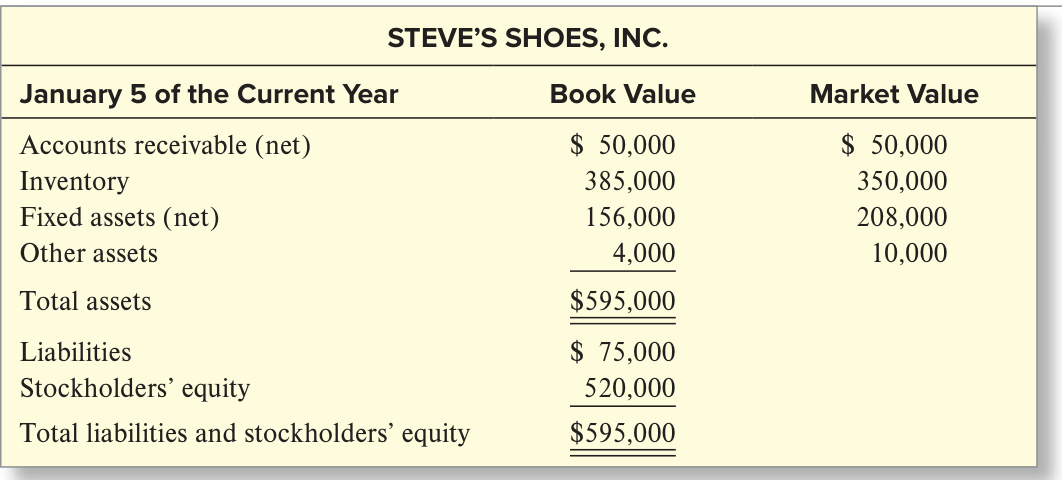 STEVE’S SHOES, INC.
January 5 of the Current Year Book Value Market Value
Accounts receivable (net) $ 50,000 $ 50,000
Inventory 385,000 350,000
Fixed assets (net) 156,000 208,000
Other assets 4,000 10,000
Total assets $595,000
Liabilities $ 75,000
Stockholders’ equity 520,000
Total liabilities and stockholders’ equity $595,000